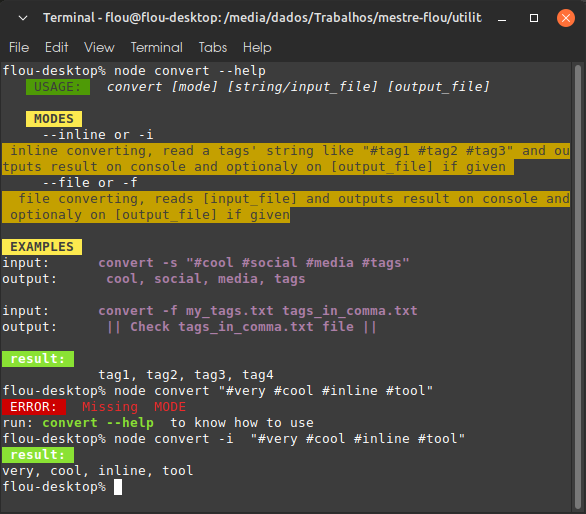 Terminal - flou@flou-desktop: /media/dados/Trabalhos/mestre-flou/utilit
File Edit View Terminal Tabs Help
flou-desktop% node convert --help
USAGE: convert [mode] [string/input_file] [output_file]
MODES
--inline or -i
inline converting, read a tags' string like "#tag1 #tag2 #tag3" and ou
tputs result on console and optionaly on [output_file] if given
--file or -f
file converting, reads [input_file] and outputs result on console and
optionaly on [output_file] if given
EXAMPLES
input: convert -s "#cool #social #media #tags"
output: cool, social, media, tags
input: convert -f my_tags.txt tags_in_comma.txt
output: || Check tags_in_comma.txt file ||
result:
tag1, tag2, tag3, tag4
flou-desktop% node convert "#very #cool #inline #tool"
ERROR: Missing MODE
run: convert --help to know how to use
flou-desktop% node convert -i "#very #cool #inline #tool"
result:
very, cool, inline, tool
flou-desktop%